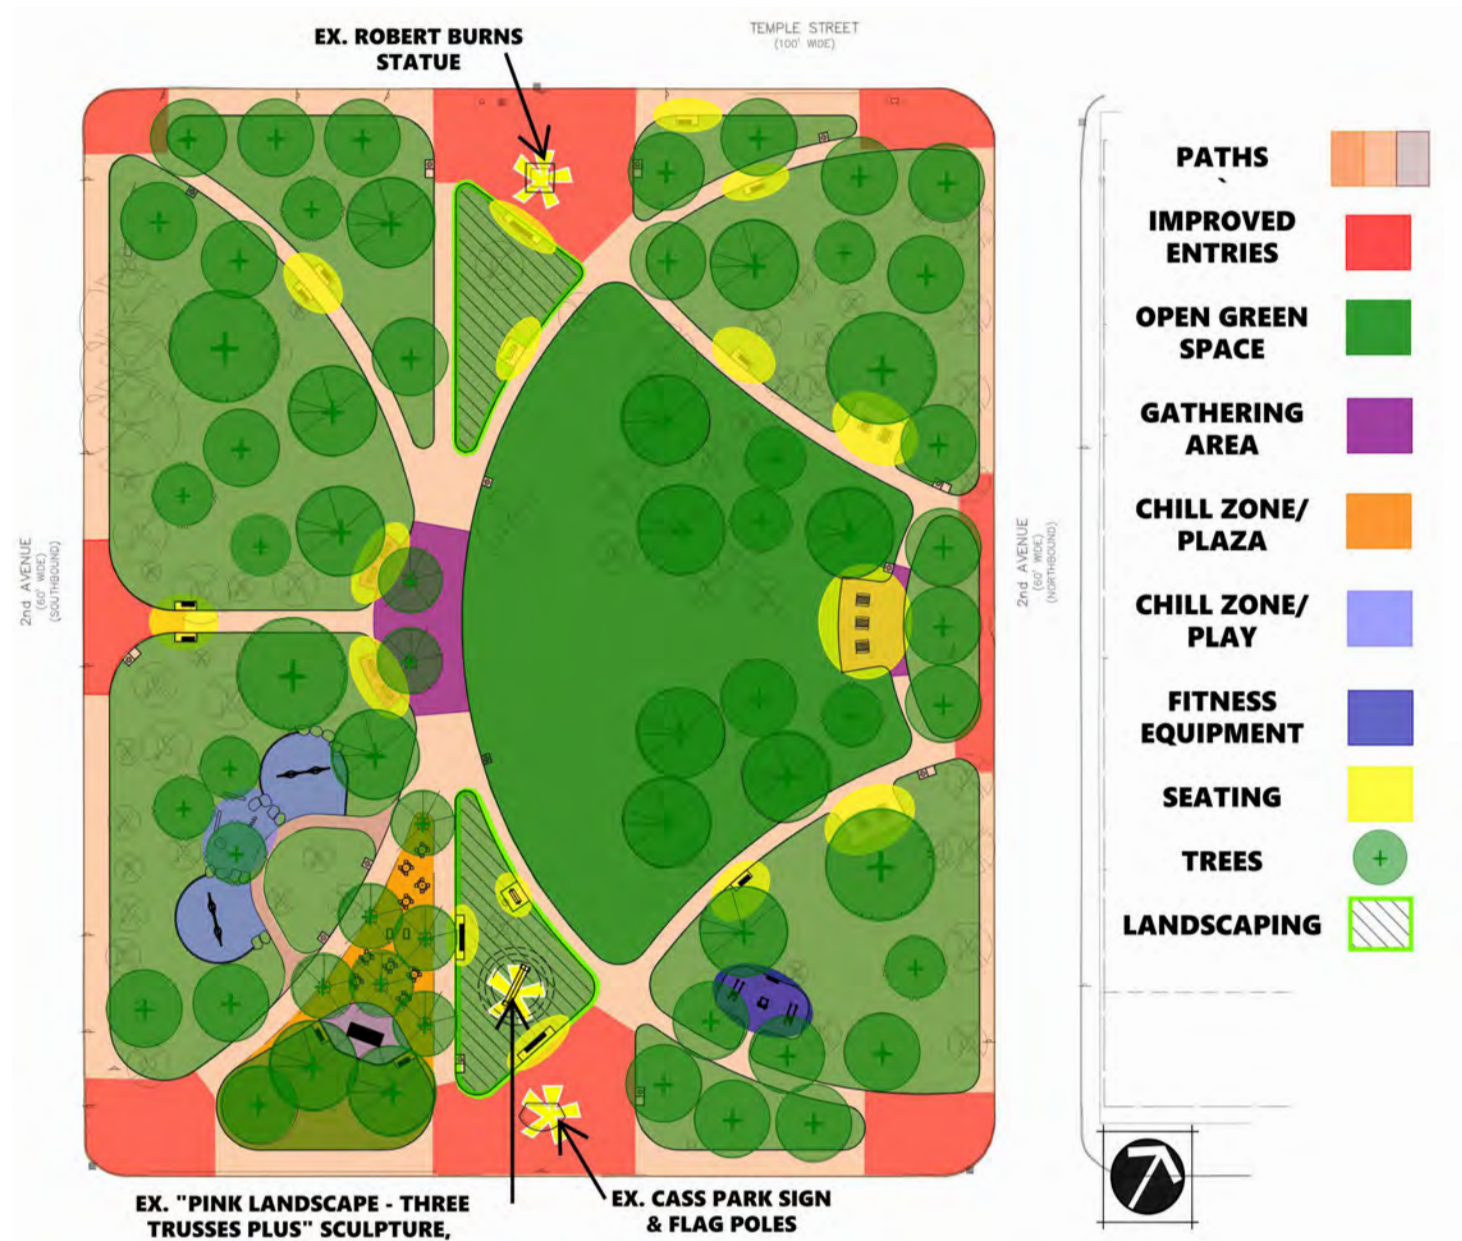 EX. ROBERT BURNS
STATUE
TEMPLE STREET
(100' WIDE)
2nd AVENUE
(60' WIDE)
(SOUTHBOUND)
2nd AVENUE
(60' WIDE)
(NORTHBOUND)
PATHS
IMPROVED
ENTRIES
OPEN GREEN
SPACE
GATHERING
AREA
CHILL ZONE/
PLAZA
CHILL ZONE/
PLAY
FITNESS
EQUIPMENT
SEATING
TREES
LANDSCAPING
EX. "PINK LANDSCAPE - THREE
TRUSSES PLUS" SCULPTURE,
EX. CASS PARK SIGN
& FLAG POLES